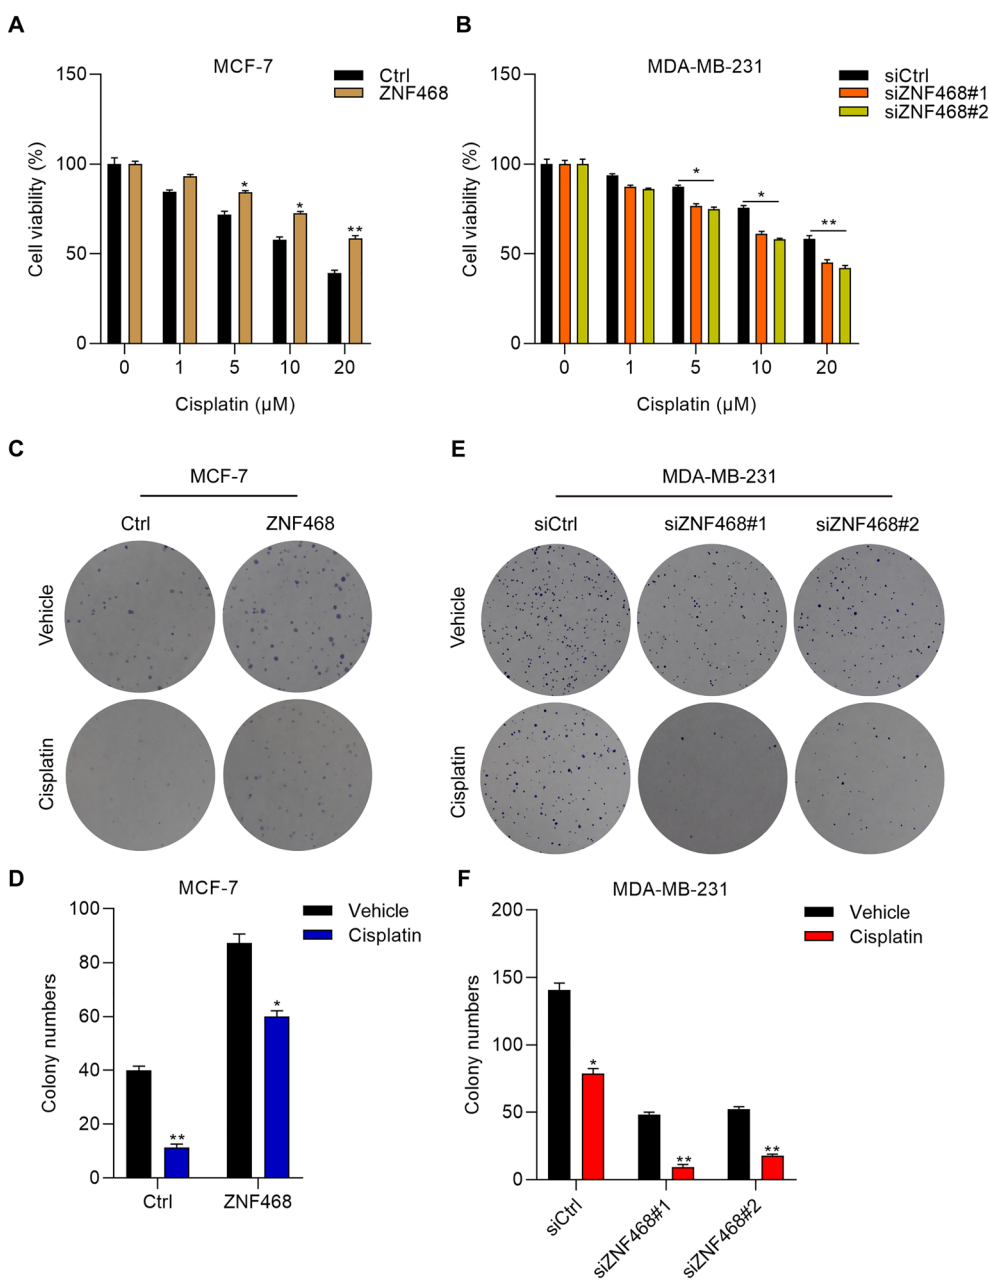 A
MCF-7
Ctrl
ZNF468
Cell viability (%)
150
100
50
0
*
*
**
0 1 5 10 20
Cisplatin (μM)
B
MDA-MB-231
siCtrl
siZNF468#1
siZNF468#2
Cell viability (%)
150
100
50
0
*
*
**
0 1 5 10 20
Cisplatin (μM)
C
MCF-7
Ctrl ZNF468
Vehicle
Cisplatin
E
MDA-MB-231
siCtrl siZNF468#1 siZNF468#2
Vehicle
Cisplatin
D
MCF-7
Vehicle
Cisplatin
Colony numbers
100
80
60
40
20
0
**
*
Ctrl ZNF468
F
MDA-MB-231
Vehicle
Cisplatin
Colony numbers
200
150
100
50
0
*
**
**
siCtrl
siZNF468#1
siZNF468#2